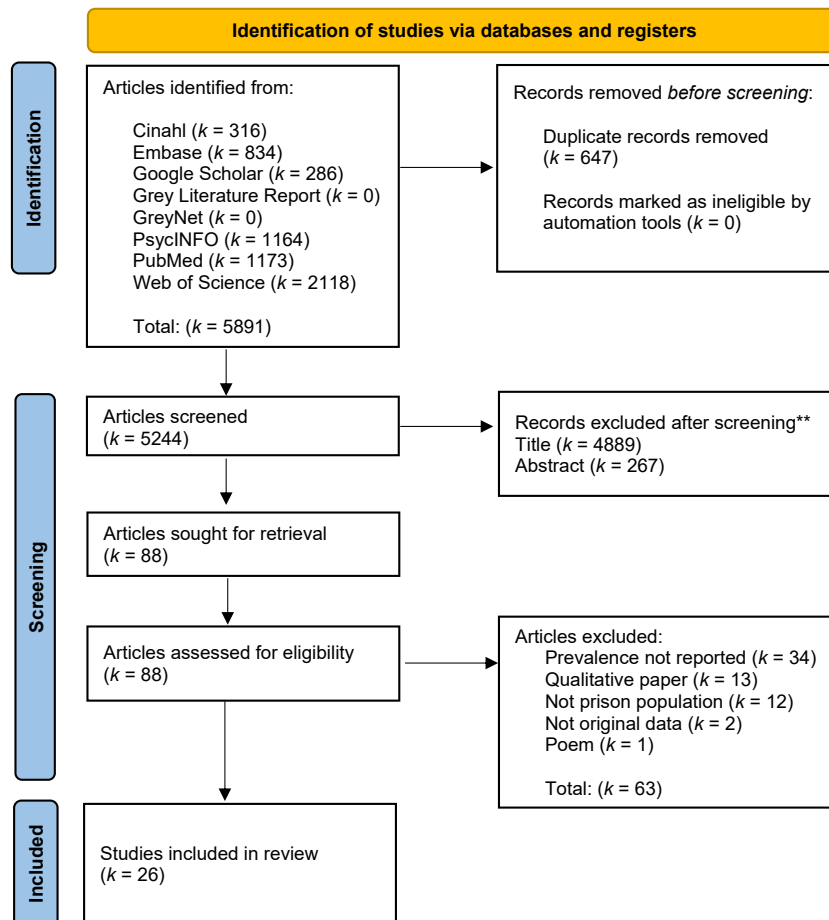 Identification of studies via databases and registers
Identification
Articles identified from:
Cinahl (k = 316)
Embase (k = 834)
Google Scholar (k = 286)
Grey Literature Report (k = 0)
GreyNet (k = 0)
PsycINFO (k = 1164)
PubMed (k = 1173)
Web of Science (k = 2118)
Total: (k = 5891)
Records removed before screening:
Duplicate records removed
(k = 647)
Records marked as ineligible by
automation tools (k = 0)
Screening
Articles screened
(k = 5244)
Records excluded after screening**
Title (k = 4889)
Abstract (k = 267)
Articles sought for retrieval
(k = 88)
Articles assessed for eligibility
(k = 88)
Articles excluded:
Prevalence not reported (k = 34)
Qualitative paper (k = 13)
Not prison population (k = 12)
Not original data (k = 2)
Poem (k = 1)
Total: (k = 63)
Included
Studies included in review
(k = 26)